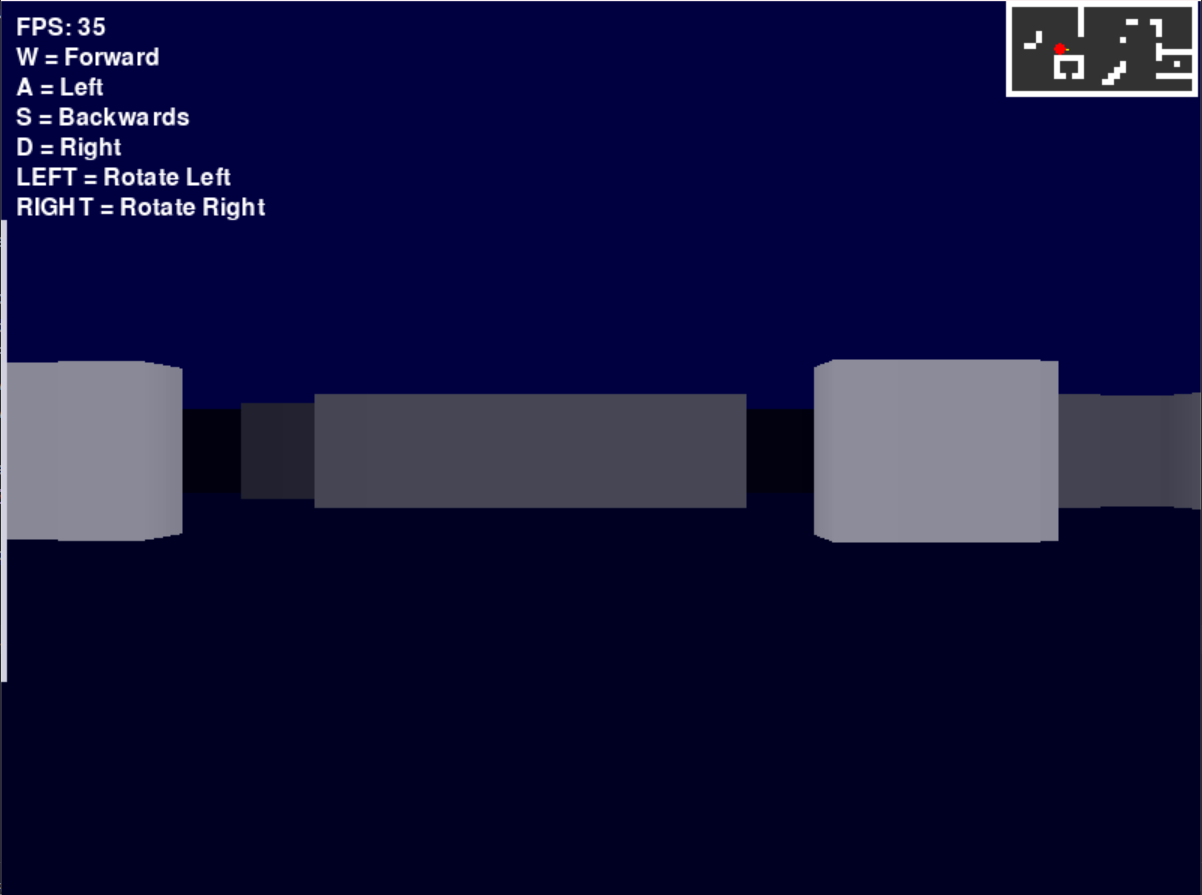 FPS: 35
W = Forward
A = Left
S = Backwards
D = Right
LEFT = Rotate Left
RIGHT = Rotate Right